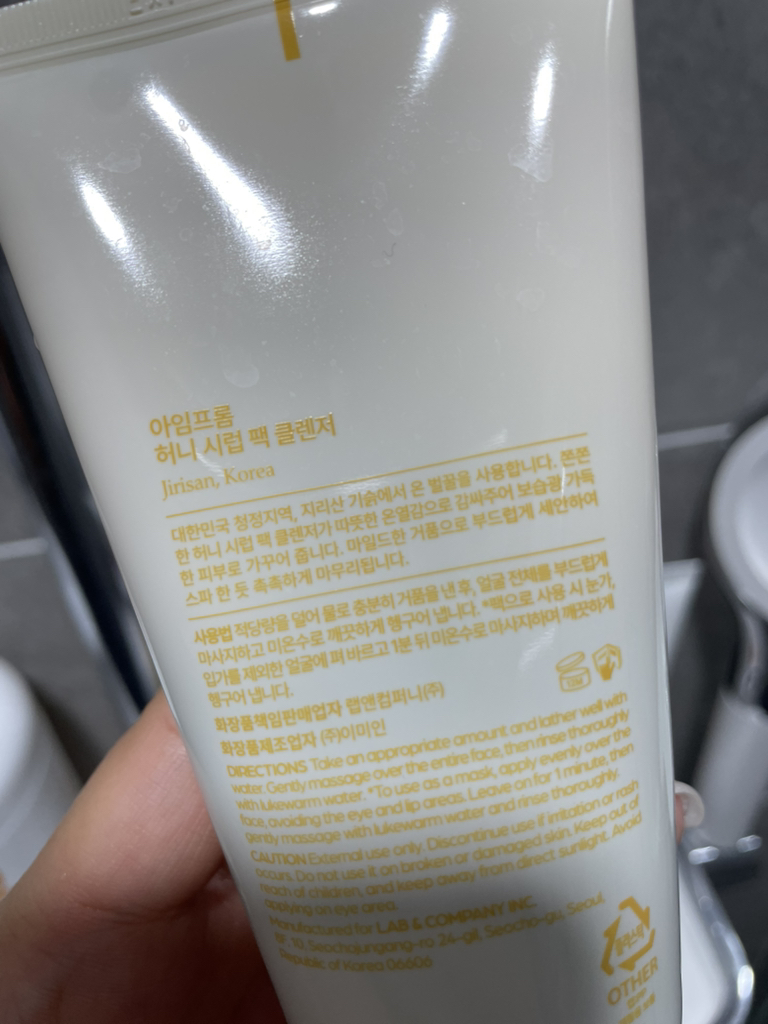 아임프롬
허니 시럽 팩 클렌저
Jirisan, Korea
대한민국 청정지역, 지리산 기슭에서 온 벌꿀을 사용합니다. 쫀쫀
한 허니 시럽 팩 클렌저가 따뜻한 온열감으로 감싸주어 보습광 가득
한 피부로 가꾸어 줍니다. 마일드한 거품으로 부드럽게 세안하여
스파 한 듯 촉촉하게 마무리됩니다.
사용법 적당량을 덜어 물로 충분히 거품을 낸 후, 얼굴 전체를 부드럽게
마사지하고 미온수로 깨끗하게 헹구어 냅니다. *팩으로 사용 시 눈가,
입가를 제외한 얼굴에 펴 바르고 1분 뒤 미온수로 마사지하며 깨끗하게
헹구어 냅니다.
화장품책임판매업자 랩앤컴퍼니(주)
화장품제조업자 (주)이미인
12M
DIRECTIONS Take an appropriate amount and lather well with
water. Gently massage over the entire face, then rinse thoroughly
with lukewarm water. *To use as a mask, apply evenly over the
face, avoiding the eye and lip areas. Leave on for 1 minute, then
gently massage with lukewarm water and rinse thoroughly.
CAUTION External use only. Discontinue use if irritation or rash
occurs. Do not use it on broken or damaged skin. Keep out of
reach of children, and keep away from direct sunlight. Avoid
applying on eye area.
Manufactured for LAB & COMPANY INC.
10, Seochojungang-ro 24-gil, Seocho-gu, Seoul,
Republic of Korea 06606
플라스틱
OTHER